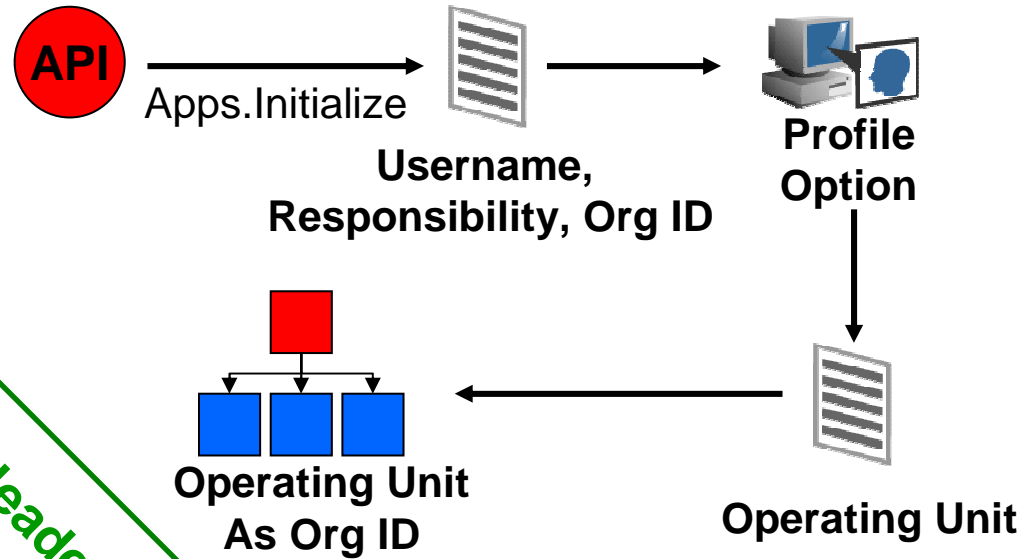 API
Apps.Initialize
Username,
Responsibility, Org ID
Profile
Option
Operating Unit
As Org ID
Operating Unit